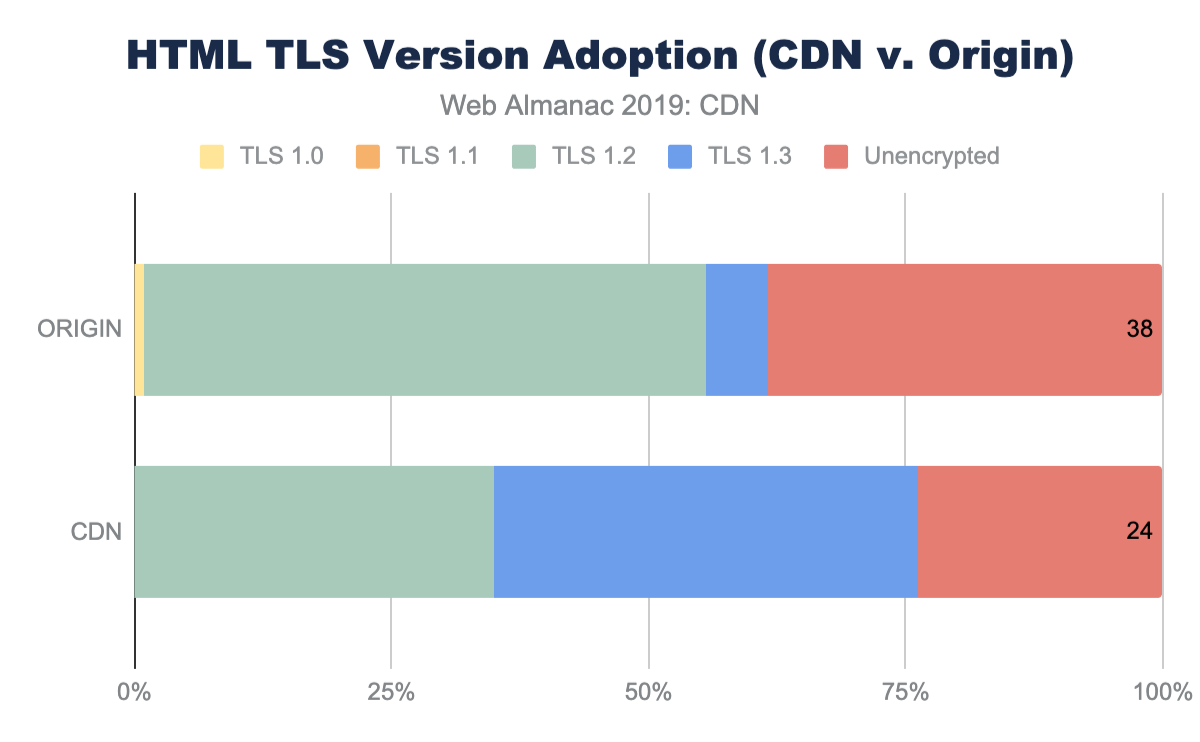 HTML TLS Version Adoption (CDN v. Origin)
Web Almanac 2019: CDN
TLS 1.0 TLS 1.1 TLS 1.2 TLS 1.3 Unencrypted
ORIGIN 38
CDN 24
0% 25% 50% 75% 100%